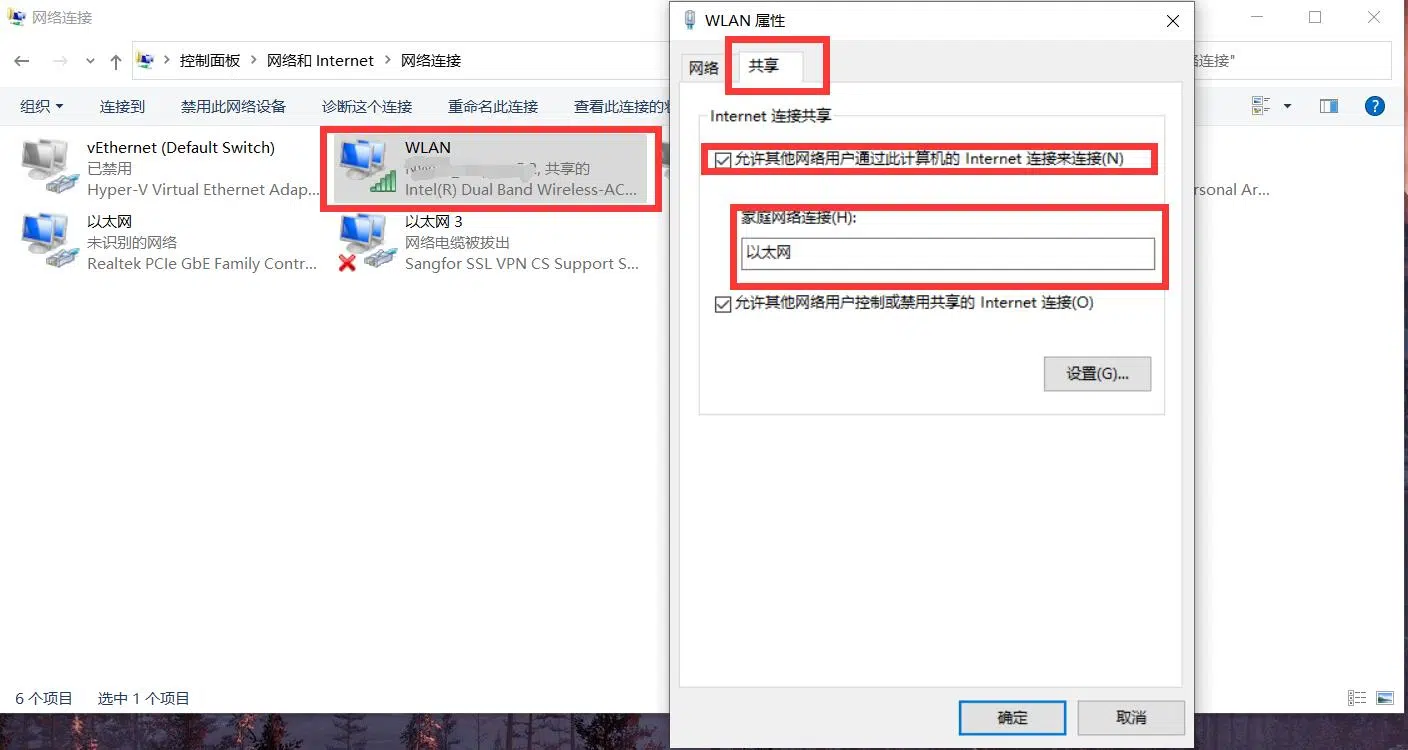 网络连接
控制面板 > 网络和 Internet > 网络连接
络连接"
组织 连接到 禁用此网络设备 诊断这个连接 重命名此连接 查看此连接的
vEthernet (Default Switch)
已禁用
Hyper-V Virtual Ethernet Adap...
WLAN
共享的
Intel(R) Dual Band Wireless-AC...
rsonal Ar...
以太网
未识别的网络
Realtek PCIe GbE Family Contr...
以太网 3
网络电缆被拔出
Sangfor SSL VPN CS Support S...
6 个项目 选中 1 个项目
WLAN 属性
网络 共享
Internet 连接共享
允许其他网络用户通过此计算机的 Internet 连接来连接(N)
家庭网络连接(H):
以太网
允许其他网络用户控制或禁用共享的 Internet 连接(O)
设置(G)...
确定 取消